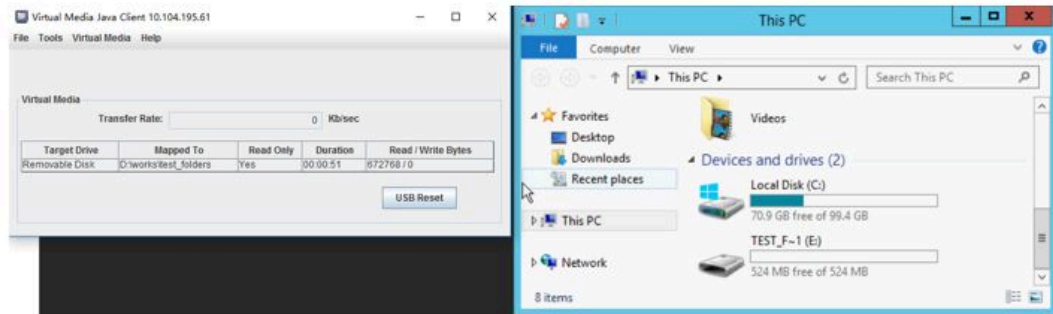 Virtual Media Java Client 10.104.195.61
File Tools Virtual Media Help
Virtual Media
Transfer Rate: 0 Kb/sec
Target Drive Mapped To Read Only Duration Read / Write Bytes
Removable Disk D:\works\test_folders Yes 00:00:51 672768 / 0
USB Reset
This PC
File Computer View
This PC
Search This PC
Favorites
Desktop
Downloads
Recent places
This PC
Network
Videos
Devices and drives (2)
Local Disk (C:)
70.9 GB free of 99.4 GB
TEST_F~1 (E:)
524 MB free of 524 MB
8 items